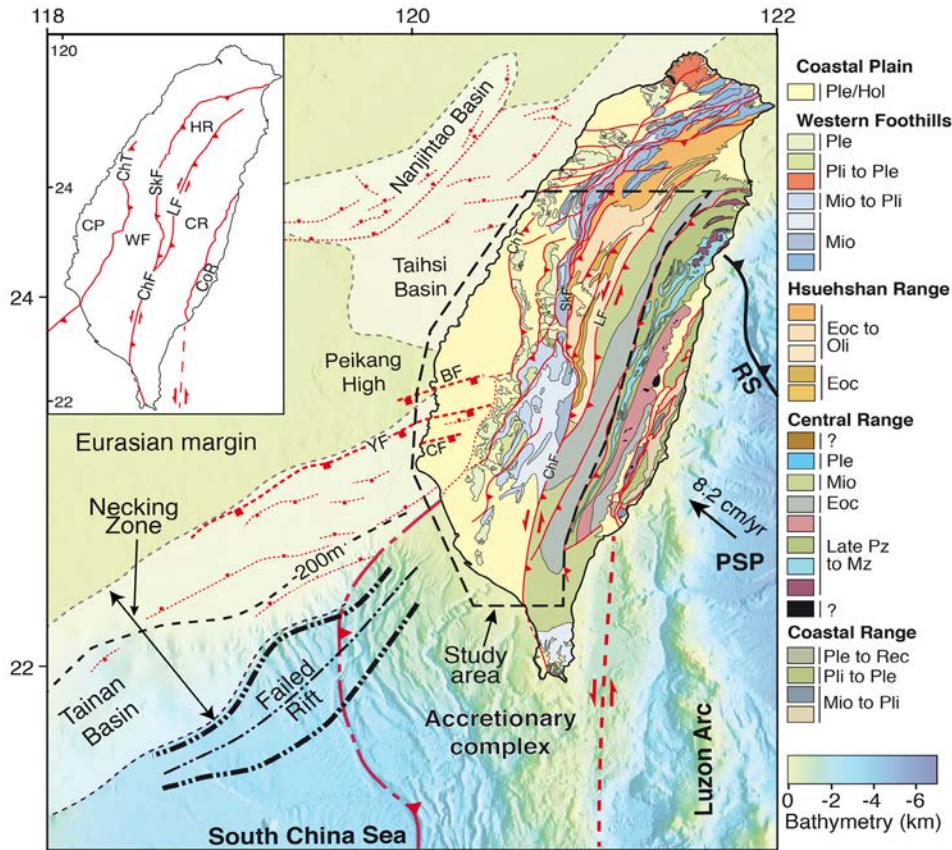 118
120
122
120
24
22
HR
ChT
SkF
LF
CP
WF
CR
ChF
CoR
24
22
Nanjihtao Basin
Taihsi
Basin
Peikang
High
BF
YF
CF
ChT
SkF
LF
ChF
Eurasian margin
Necking
Zone
-200m
Tainan
Basin
Failed
Rift
Study
area
Accretionary
complex
South China Sea
Luzon Arc
RS
8.2 cm/yr
PSP
Coastal Plain
Ple/Hol
Western Foothills
Ple
Pli to Ple
Mio to Pli
Mio
Hsuehshan Range
Eoc to
Oli
Eoc
Central Range
?
Ple
Mio
Eoc
Late Pz
to Mz
?
Coastal Range
Ple to Rec
Pli to Ple
Mio to Pli
0 -2 -4 -6
Bathymetry (km)